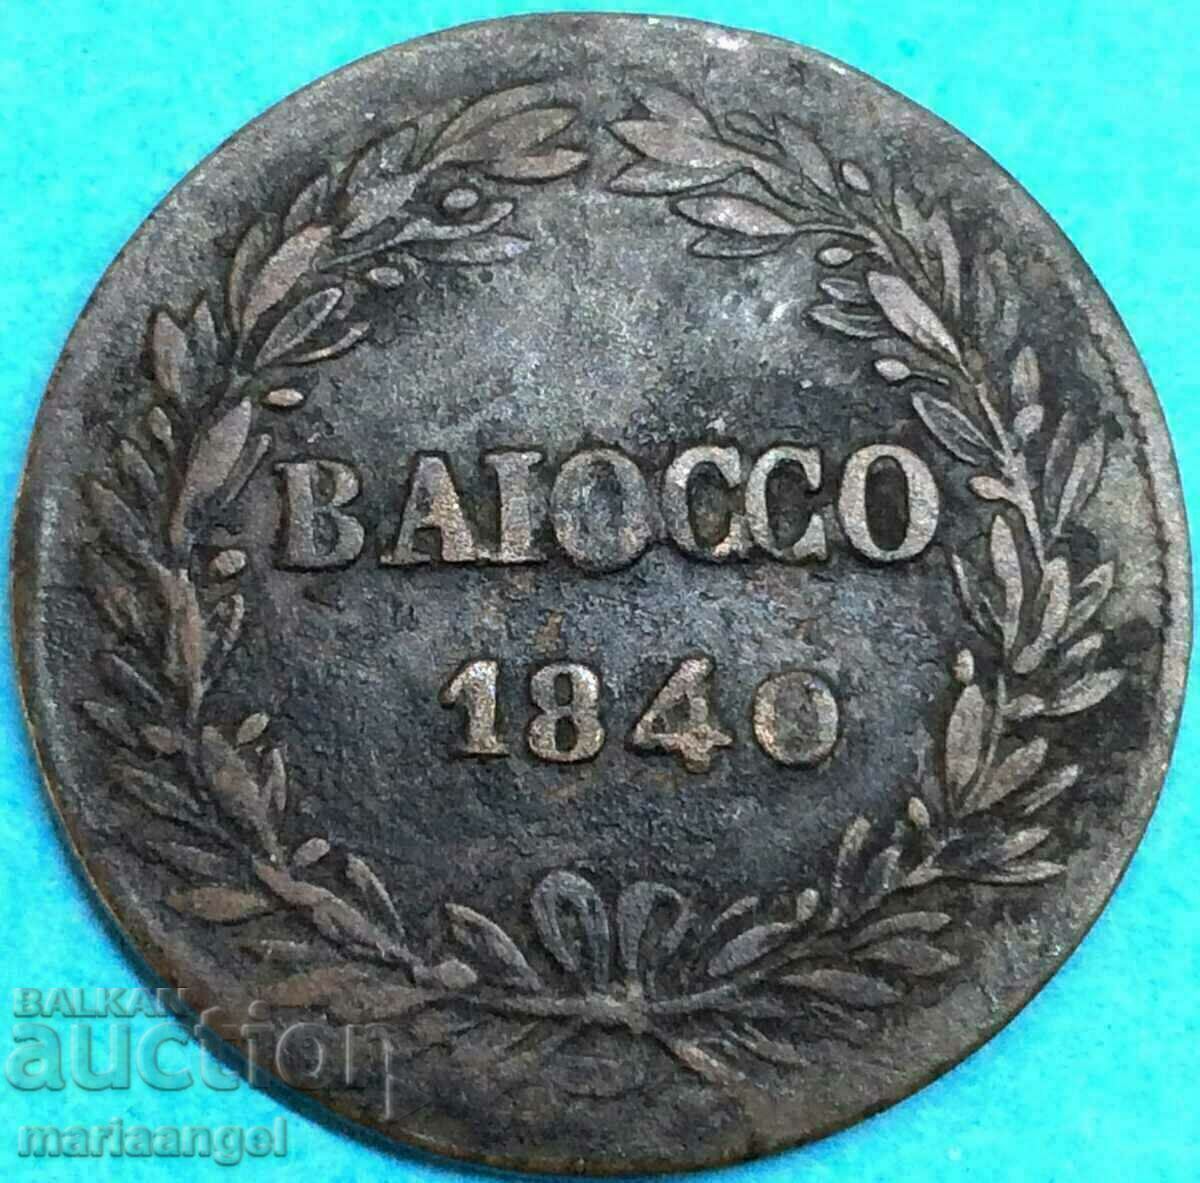 BAIOCCO
1840
BALKAN
auction
mariaangel